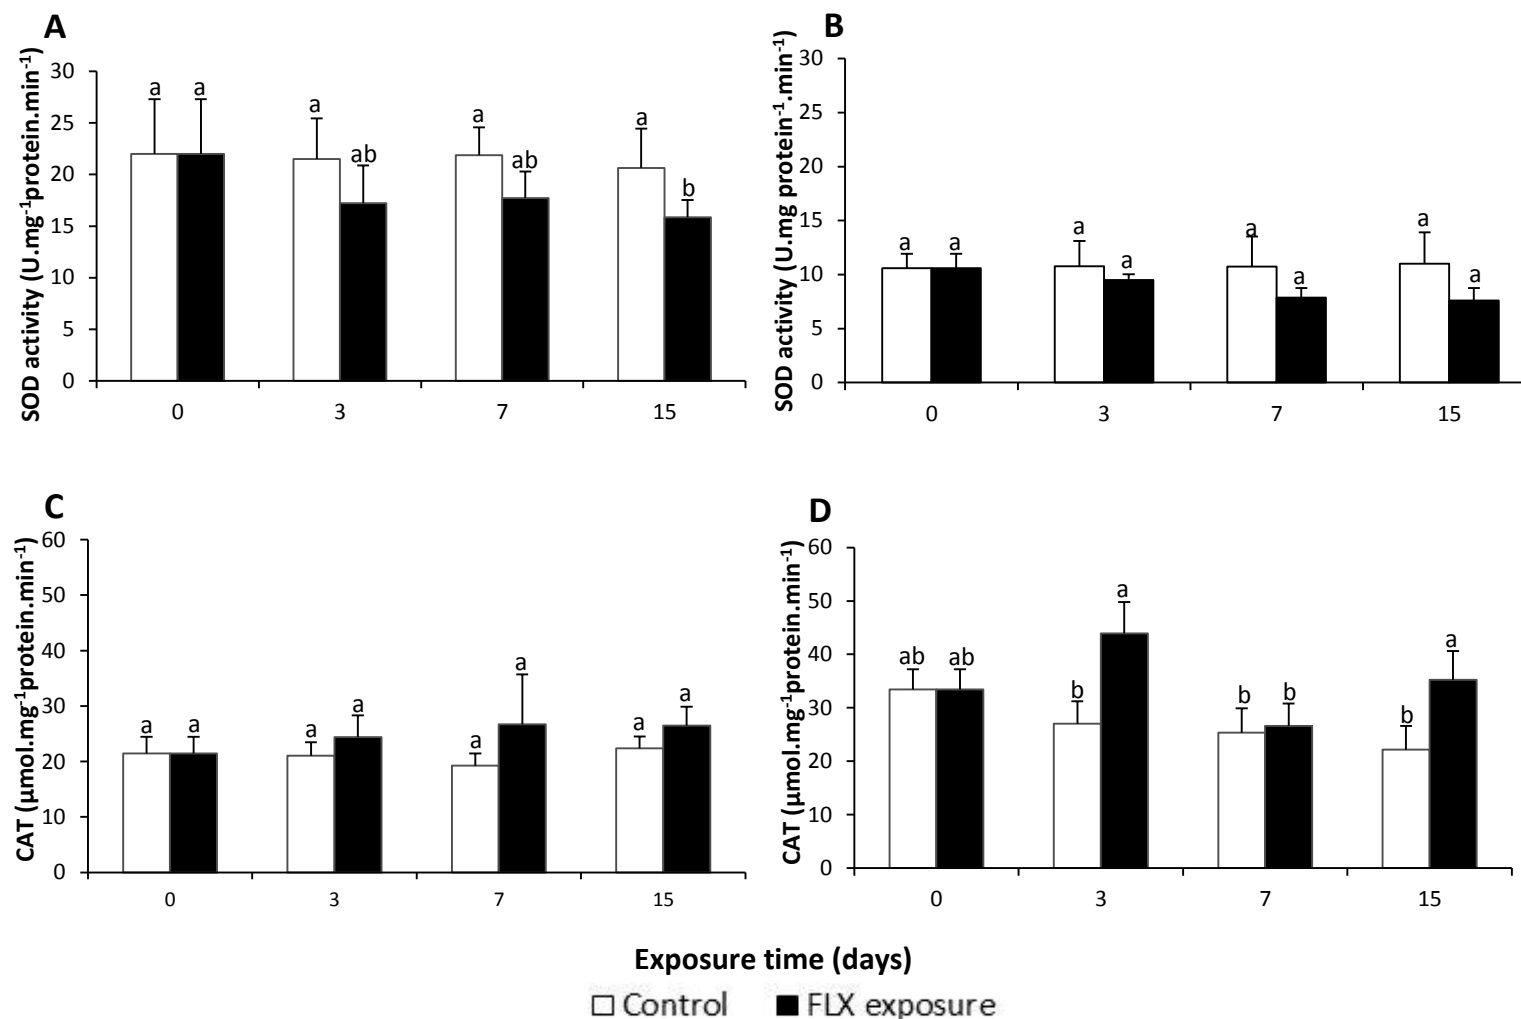 A
SOD activity (U.mg⁻¹protein.min⁻¹)
30
25
20
15
10
5
0
a a a ab a ab a b
0 3 7 15
B
SOD activity (U.mg protein⁻¹.min⁻¹)
30
25
20
15
10
5
0
a a a a a a a a
0 3 7 15
C
CAT (µmol.mg⁻¹protein.min⁻¹)
60
50
40
30
20
10
0
a a a a a a a a
0 3 7 15
D
CAT (µmol.mg⁻¹protein.min⁻¹)
60
50
40
30
20
10
0
ab ab b a b b b a
0 3 7 15
Exposure time (days)
Control FLX exposure